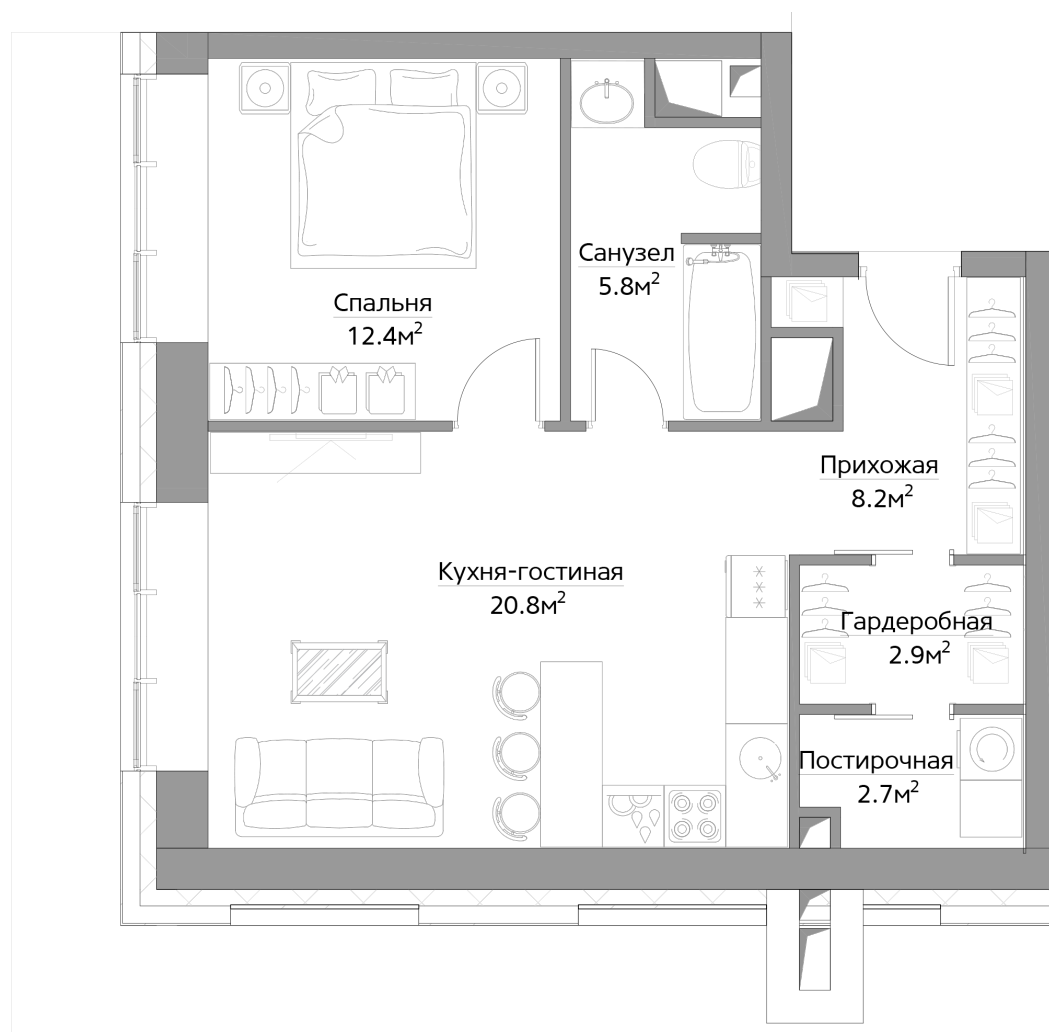 Санузел
5.8м²
Спальня
12.4м²
Прихожая
8.2м²
Кухня-гостиная
20.8м²
Гардеробная
2.9м²
Постирочная
2.7м²